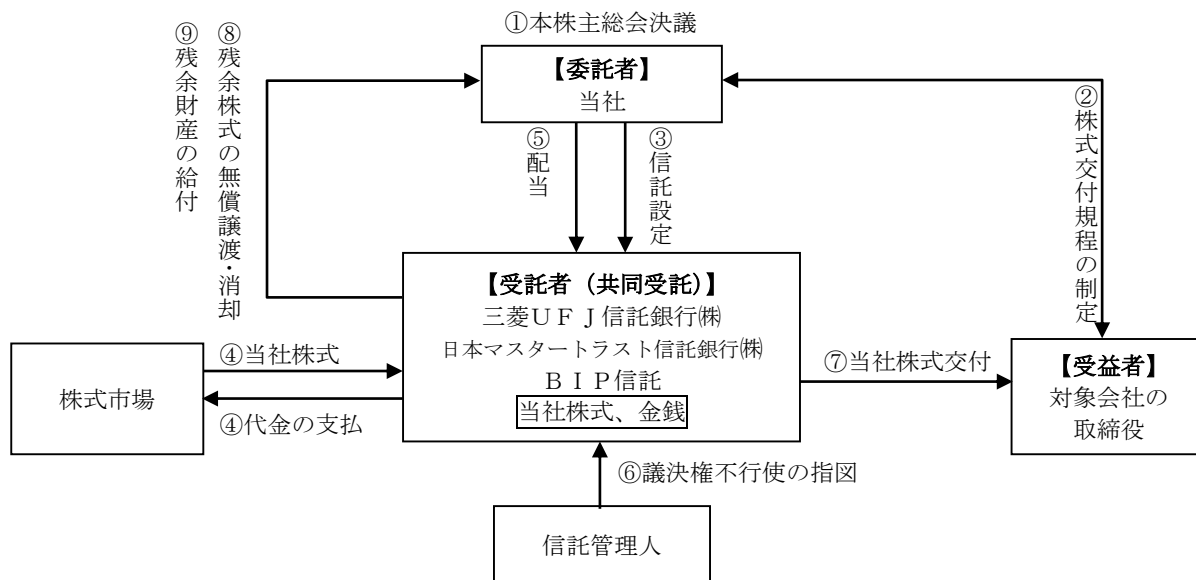 ①本株主総会決議
【委託者】
当社
⑨残余財産の給付
⑧残余株式の無償譲渡・消却
⑤配当
③信託設定
②株式交付規程の制定
【受託者（共同受託）】
三菱ＵＦＪ信託銀行㈱
日本マスタートラスト信託銀行㈱
ＢＩＰ信託
当社株式、金銭
株式市場
④当社株式
④代金の支払
⑦当社株式交付
【受益者】
対象会社の
取締役
⑥議決権不行使の指図
信託管理人